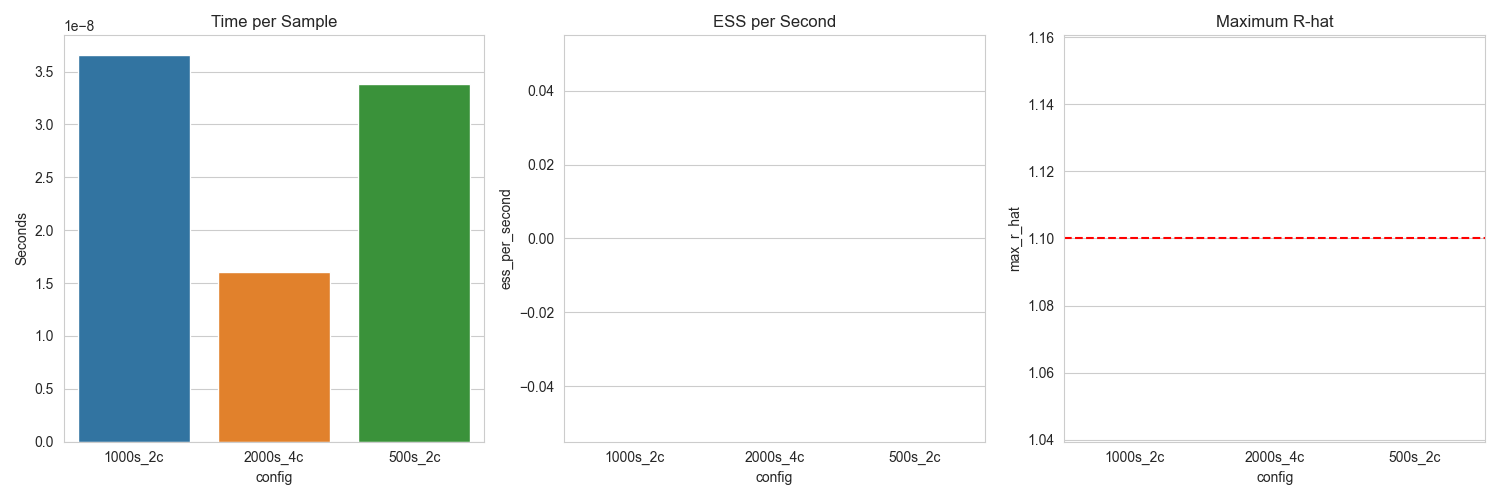 Time per Sample
1e−8
3.5
3.0
2.5
2.0
1.5
1.0
0.5
0.0
Seconds
1000s_2c 2000s_4c 500s_2c
config
ESS per Second
0.04
0.02
0.00
−0.02
−0.04
ess_per_second
1000s_2c 2000s_4c 500s_2c
config
Maximum R-hat
1.16
1.14
1.12
1.10
1.08
1.06
1.04
max_r_hat
1000s_2c 2000s_4c 500s_2c
config